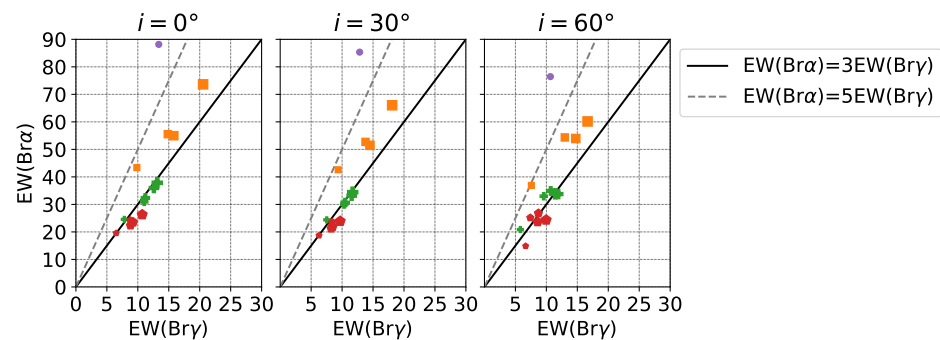 i = 0°
i = 30°
i = 60°
EW(Brα)
90
80
70
60
50
40
30
20
10
0
0 5 10 15 20 25 30
5 10 15 20 25 30
5 10 15 20 25 30
EW(Brγ)
EW(Brγ)
EW(Brγ)
EW(Brα)=3EW(Brγ)
EW(Brα)=5EW(Brγ)